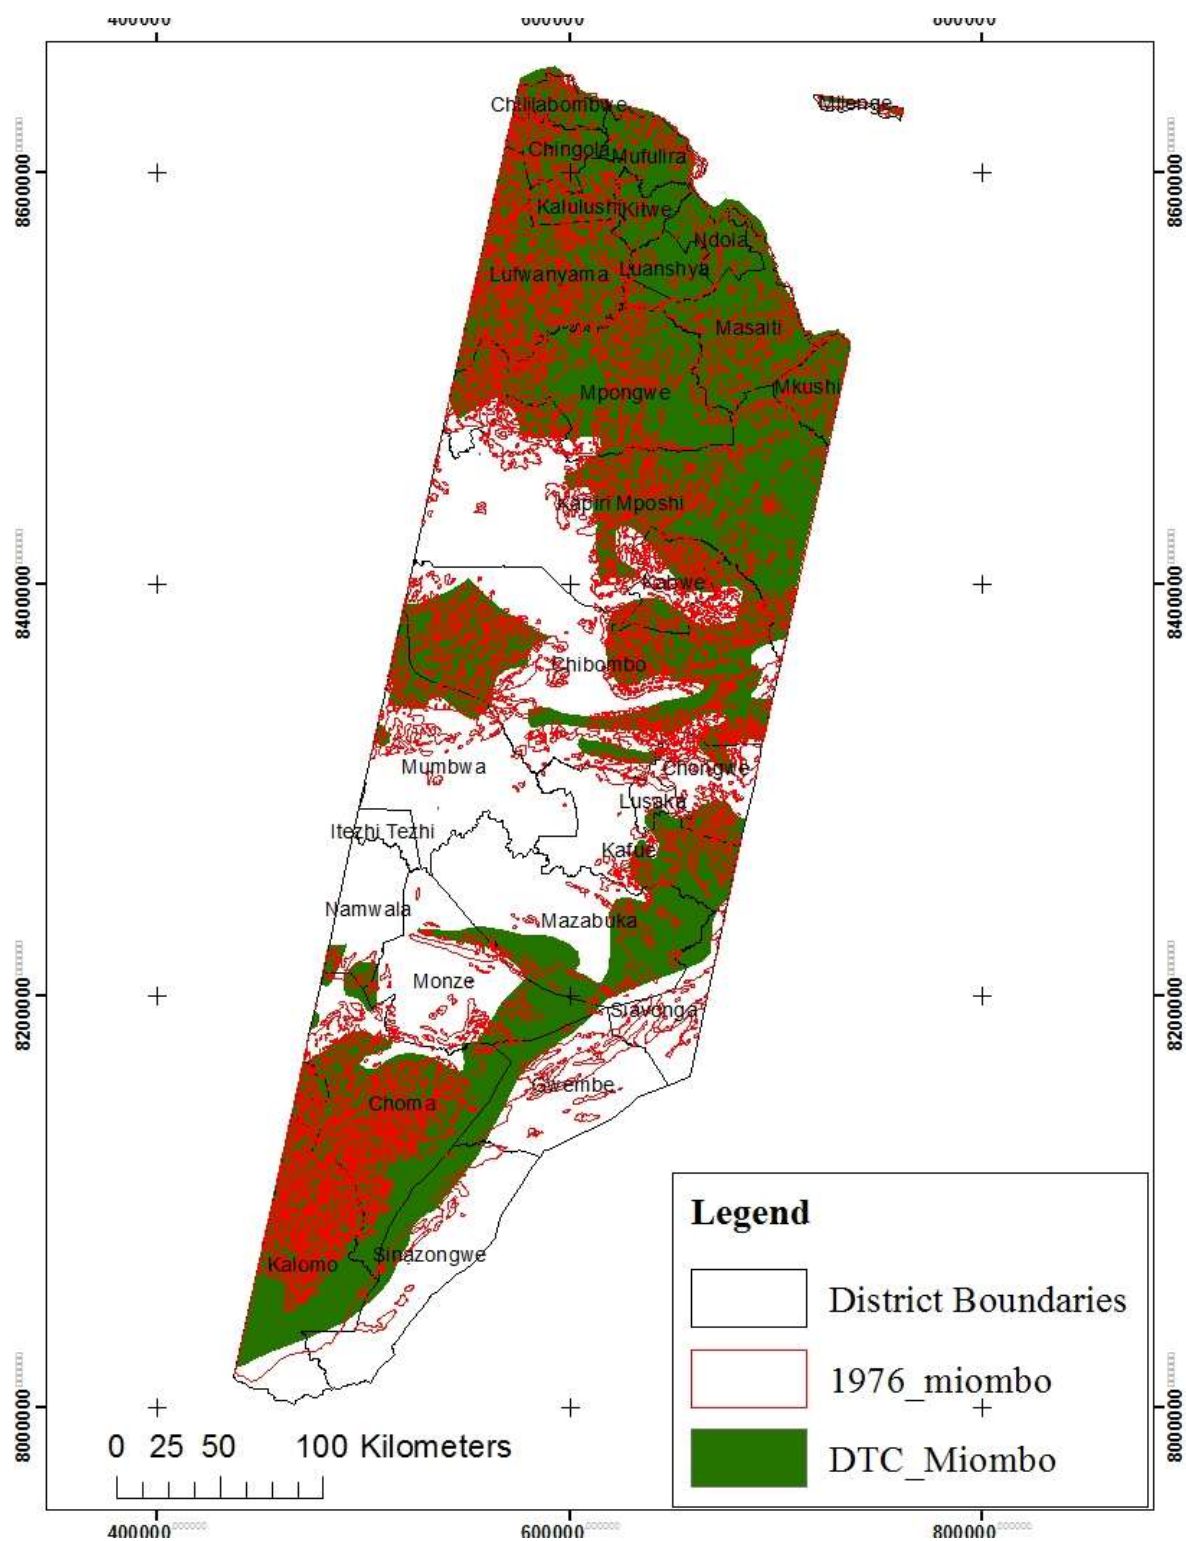 400000 600000 800000
Chililabombwe
Milenge
Chingola
Mufulira
8600000
8600000
Kalulushi
Kitwe
Ndola
Luanshya
Lufwanyama
Masaiti
Mkushi
Mpongwe
Kapiri Mposhi
Kabwe
8400000
8400000
Chibombo
Mumbwa
Chongwe
Lusaka
Itezhi Tezhi
Kafue
Namwala
Mazabuka
Monze
8200000
8200000
Siavonga
Gwembe
Choma
Sinazongwe
Kalomo
Legend
District Boundaries
1976_miombo
DTC_Miombo
8000000
8000000
0 25 50 100 Kilometers
400000 600000 800000